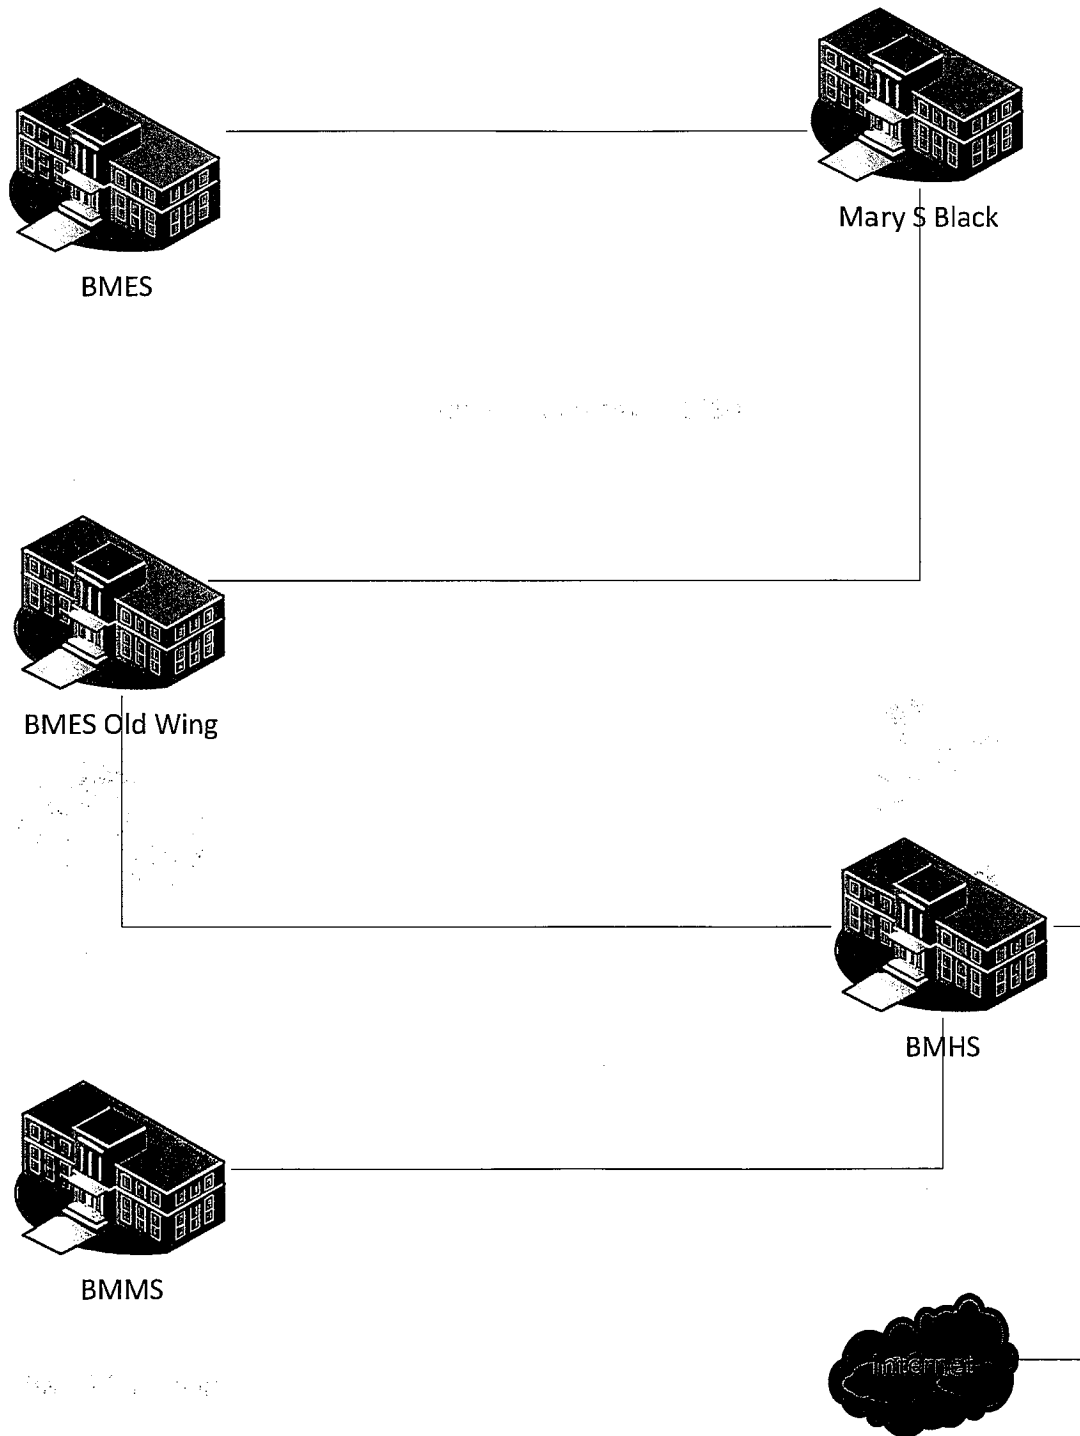 Mary S Black
BMES
BMES Old Wing
BMHS
BMMS
internet